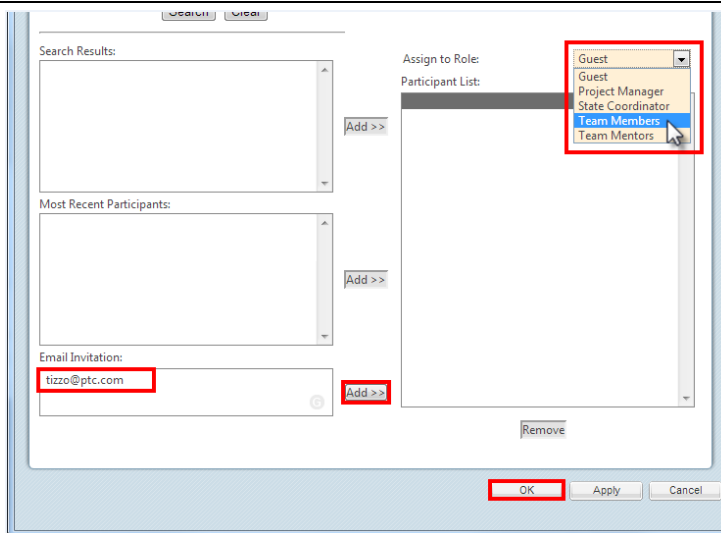 Search Clear
Search Results:
Assign to Role:
Guest
Participant List:
Guest
Project Manager
State Coordinator
Team Members
Team Mentors
Add >>
Most Recent Participants:
Add >>
Email Invitation:
tizzo@ptc.com
G
Add >>
Remove
OK Apply Cancel